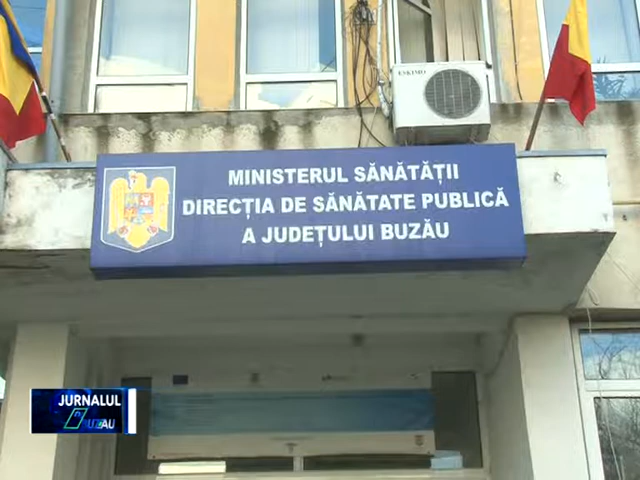 ESKIMO
MINISTERUL SĂNĂTĂȚII
DIRECȚIA DE SĂNĂTATE PUBLICĂ
A JUDEȚULUI BUZĂU
JURNALUL
BUZAU